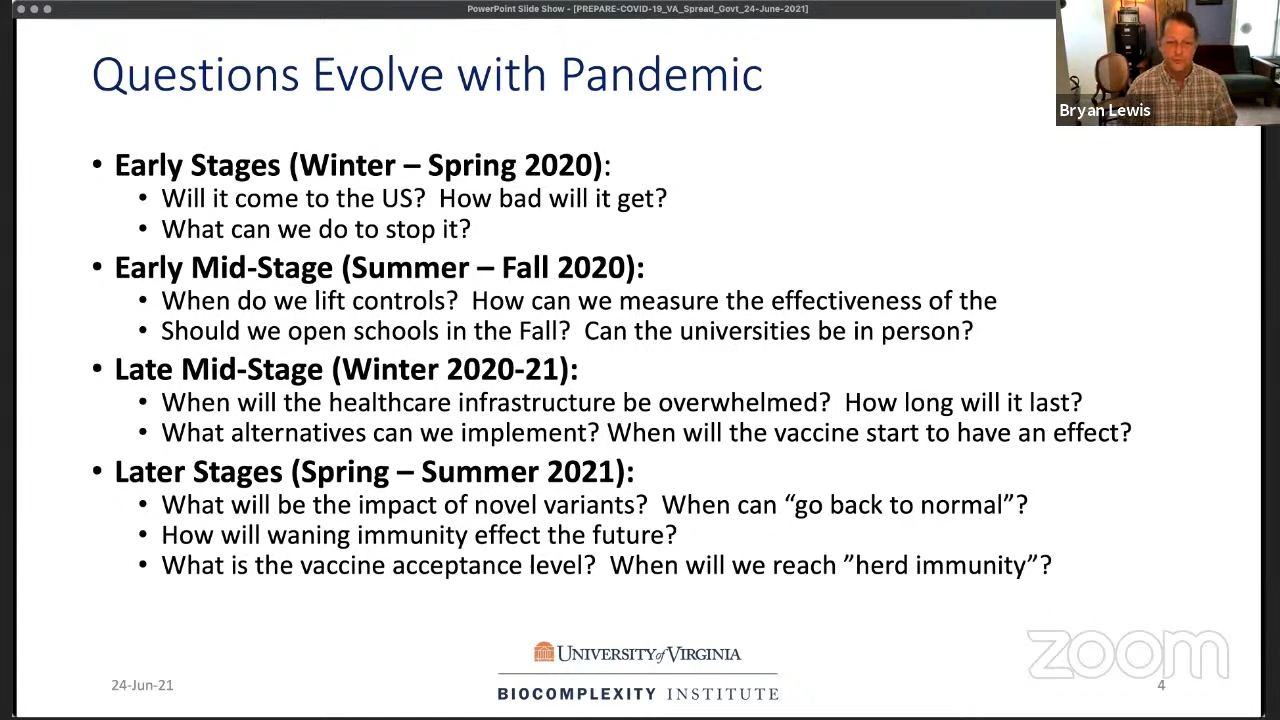 PowerPoint Slide Show - [PREPARE-COVID-19_VA_Spread_Govt_24-June-2021]
Questions Evolve with Pandemic
Bryan Lewis
• Early Stages (Winter – Spring 2020):
• Will it come to the US? How bad will it get?
• What can we do to stop it?
• Early Mid-Stage (Summer – Fall 2020):
• When do we lift controls? How can we measure the effectiveness of the
• Should we open schools in the Fall? Can the universities be in person?
• Late Mid-Stage (Winter 2020-21):
• When will the healthcare infrastructure be overwhelmed? How long will it last?
• What alternatives can we implement? When will the vaccine start to have an effect?
• Later Stages (Spring – Summer 2021):
• What will be the impact of novel variants? When can “go back to normal”?
• How will waning immunity effect the future?
• What is the vaccine acceptance level? When will we reach ”herd immunity”?
UNIVERSITY of VIRGINIA
BIOCOMPLEXITY INSTITUTE
zoom
24-Jun-21
4